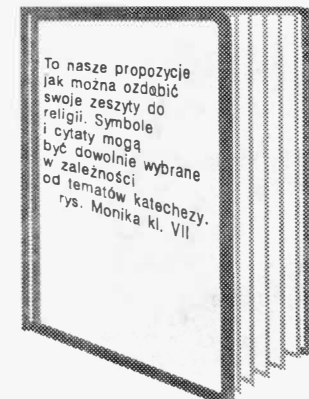 To nasze propozycje
jak można ozdobić
swoje zeszyty do
religii. Symbole
i cytaty mogą
być dowolnie wybrane
w zależności
od tematów katechezy.
rys. Monika kl. VII